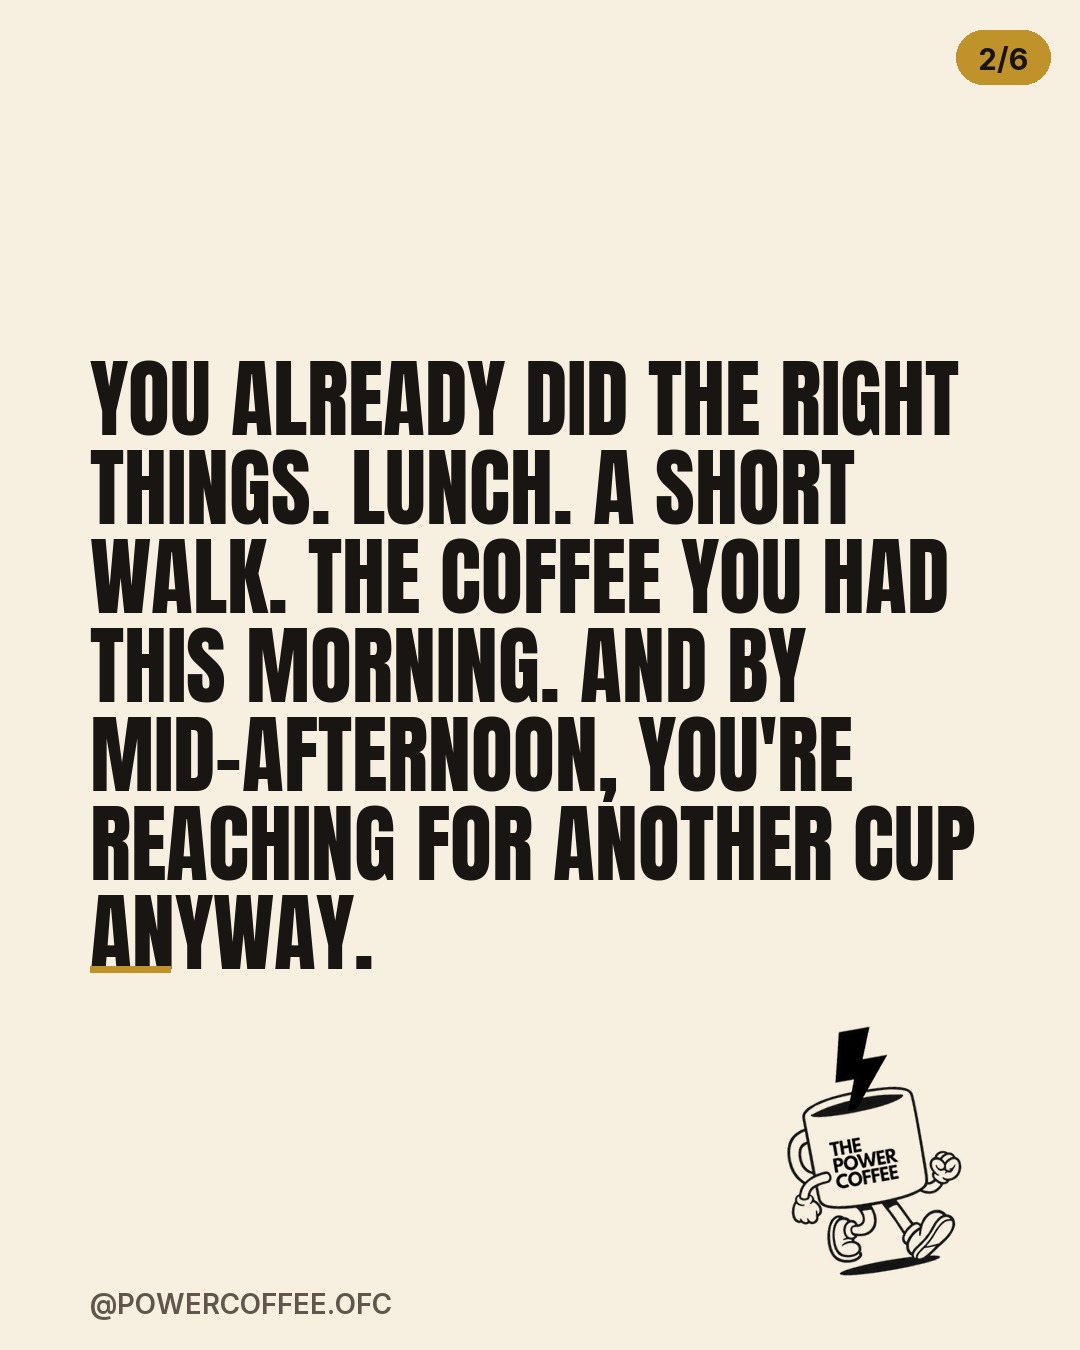 2/6
YOU ALREADY DID THE RIGHT
THINGS. LUNCH. A SHORT
WALK. THE COFFEE YOU HAD
THIS MORNING. AND BY
MID-AFTERNOON, YOU'RE
REACHING FOR ANOTHER CUP
ANYWAY.
THE
POWER
COFFEE
@POWERCOFFEE.OFC